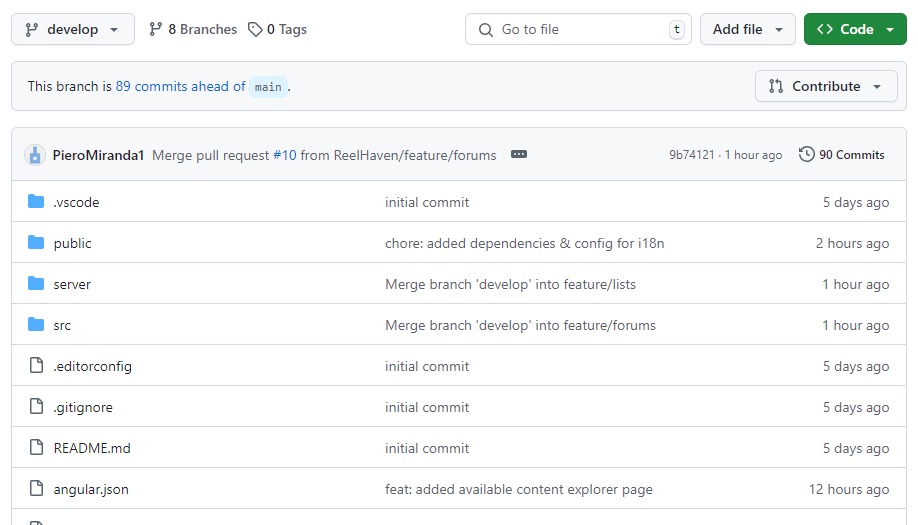 develop 8 Branches 0 Tags Go to file t Add file Code
This branch is 89 commits ahead of main . Contribute
PieroMiranda1 Merge pull request #10 from ReelHaven/feature/forums 9b74121 · 1 hour ago 90 Commits
.vscode initial commit 5 days ago
public chore: added dependencies & config for i18n 2 hours ago
server Merge branch 'develop' into feature/lists 1 hour ago
src Merge branch 'develop' into feature/forums 1 hour ago
.editorconfig initial commit 5 days ago
.gitignore initial commit 5 days ago
README.md initial commit 5 days ago
angular.json feat: added available content explorer page 12 hours ago